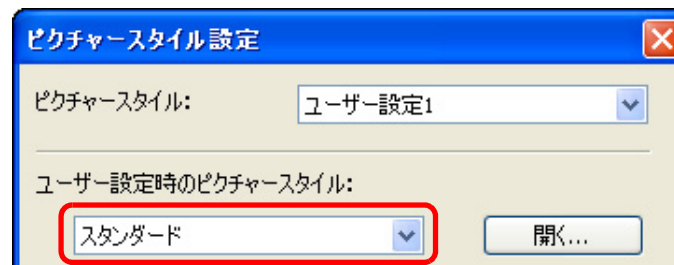 ピクチャースタイル設定
ピクチャースタイル: ユーザー設定1
ユーザー設定時のピクチャースタイル:
スタンダード 開く...